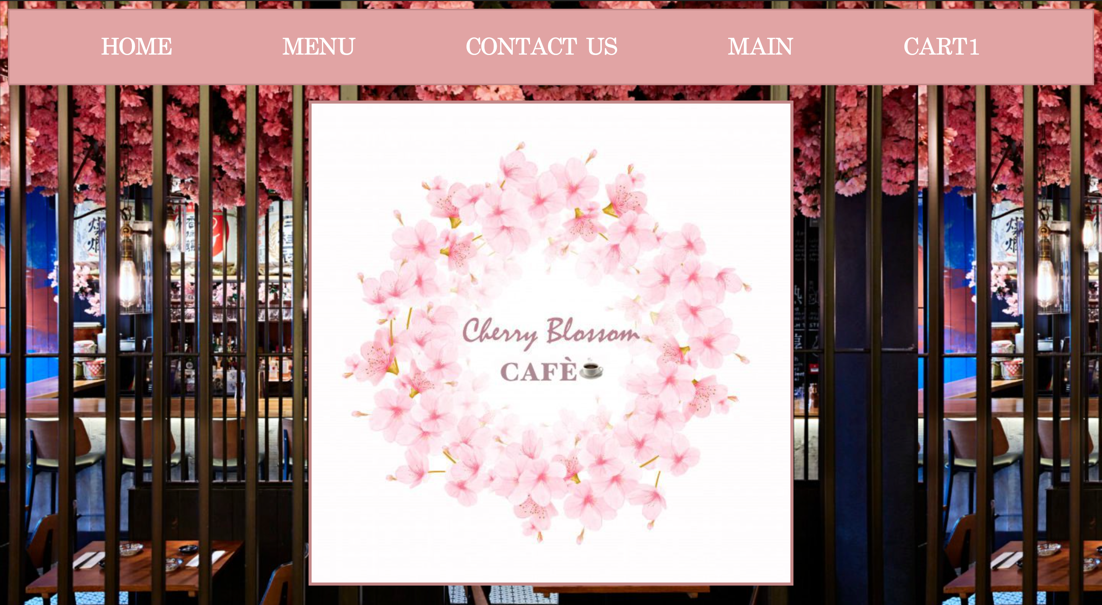 HOME MENU CONTACT US MAIN CART1
Cherry Blossom
CAFÈ